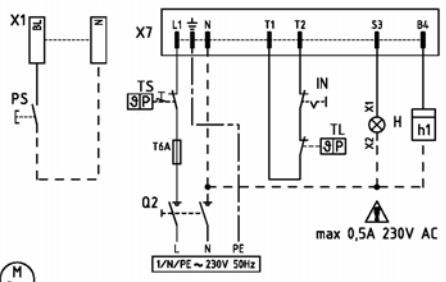 X1
BL
N
PS
X7
L1
N
T1
T2
S3
B4
TS
ϑ P
T6A
Q2
L
N
PE
1/N/PE ~ 230V 50Hz
IN
TL
ϑ P
X1
X2
H
h1
max 0,5A 230V AC
M